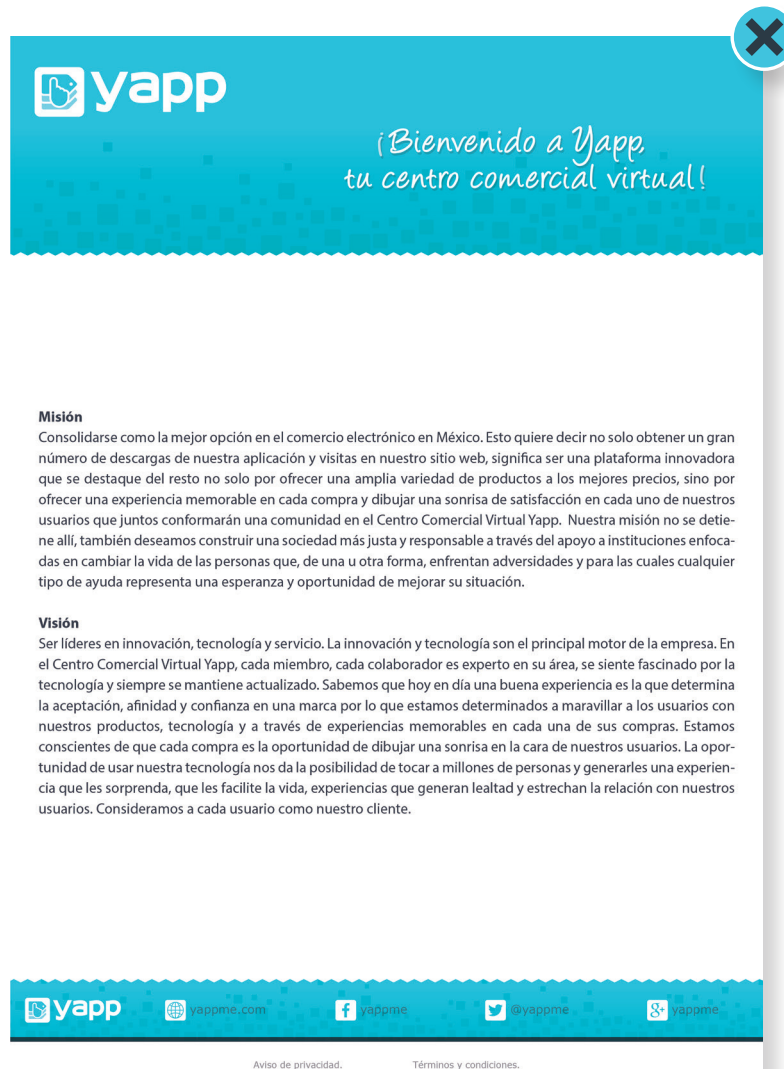 yapp
¡Bienvenido a Yapp,
tu centro comercial virtual!
Misión
Consolidarse como la mejor opción en el comercio electrónico en México. Esto quiere decir no solo obtener un gran
número de descargas de nuestra aplicación y visitas en nuestro sitio web, significa ser una plataforma innovadora
que se destaque del resto no solo por ofrecer una amplia variedad de productos a los mejores precios, sino por
ofrecer una experiencia memorable en cada compra y dibujar una sonrisa de satisfacción en cada uno de nuestros
usuarios que juntos conformarán una comunidad en el Centro Comercial Virtual Yapp.  Nuestra misión no se detie-
ne allí, también deseamos construir una sociedad más justa y responsable a través del apoyo a instituciones enfoca-
das en cambiar la vida de las personas que, de una u otra forma, enfrentan adversidades y para las cuales cualquier
tipo de ayuda representa una esperanza y oportunidad de mejorar su situación.
Visión
Ser líderes en innovación, tecnología y servicio. La innovación y tecnología son el principal motor de la empresa. En
el Centro Comercial Virtual Yapp, cada miembro, cada colaborador es experto en su área, se siente fascinado por la
tecnología y siempre se mantiene actualizado. Sabemos que hoy en día una buena experiencia es la que determina
la aceptación, afinidad y confianza en una marca por lo que estamos determinados a maravillar a los usuarios con
nuestros productos, tecnología y a través de experiencias memorables en cada una de sus compras. Estamos
conscientes de que cada compra es la oportunidad de dibujar una sonrisa en la cara de nuestros usuarios. La opor-
tunidad de usar nuestra tecnología nos da la posibilidad de tocar a millones de personas y generarles una experien-
cia que les sorprenda, que les facilite la vida, experiencias que generan lealtad y estrechan la relación con nuestros
usuarios. Consideramos a cada usuario como nuestro cliente.
yapp yappme.com f yappme @yappme g+ yappme
Aviso de privacidad. Términos y condiciones.